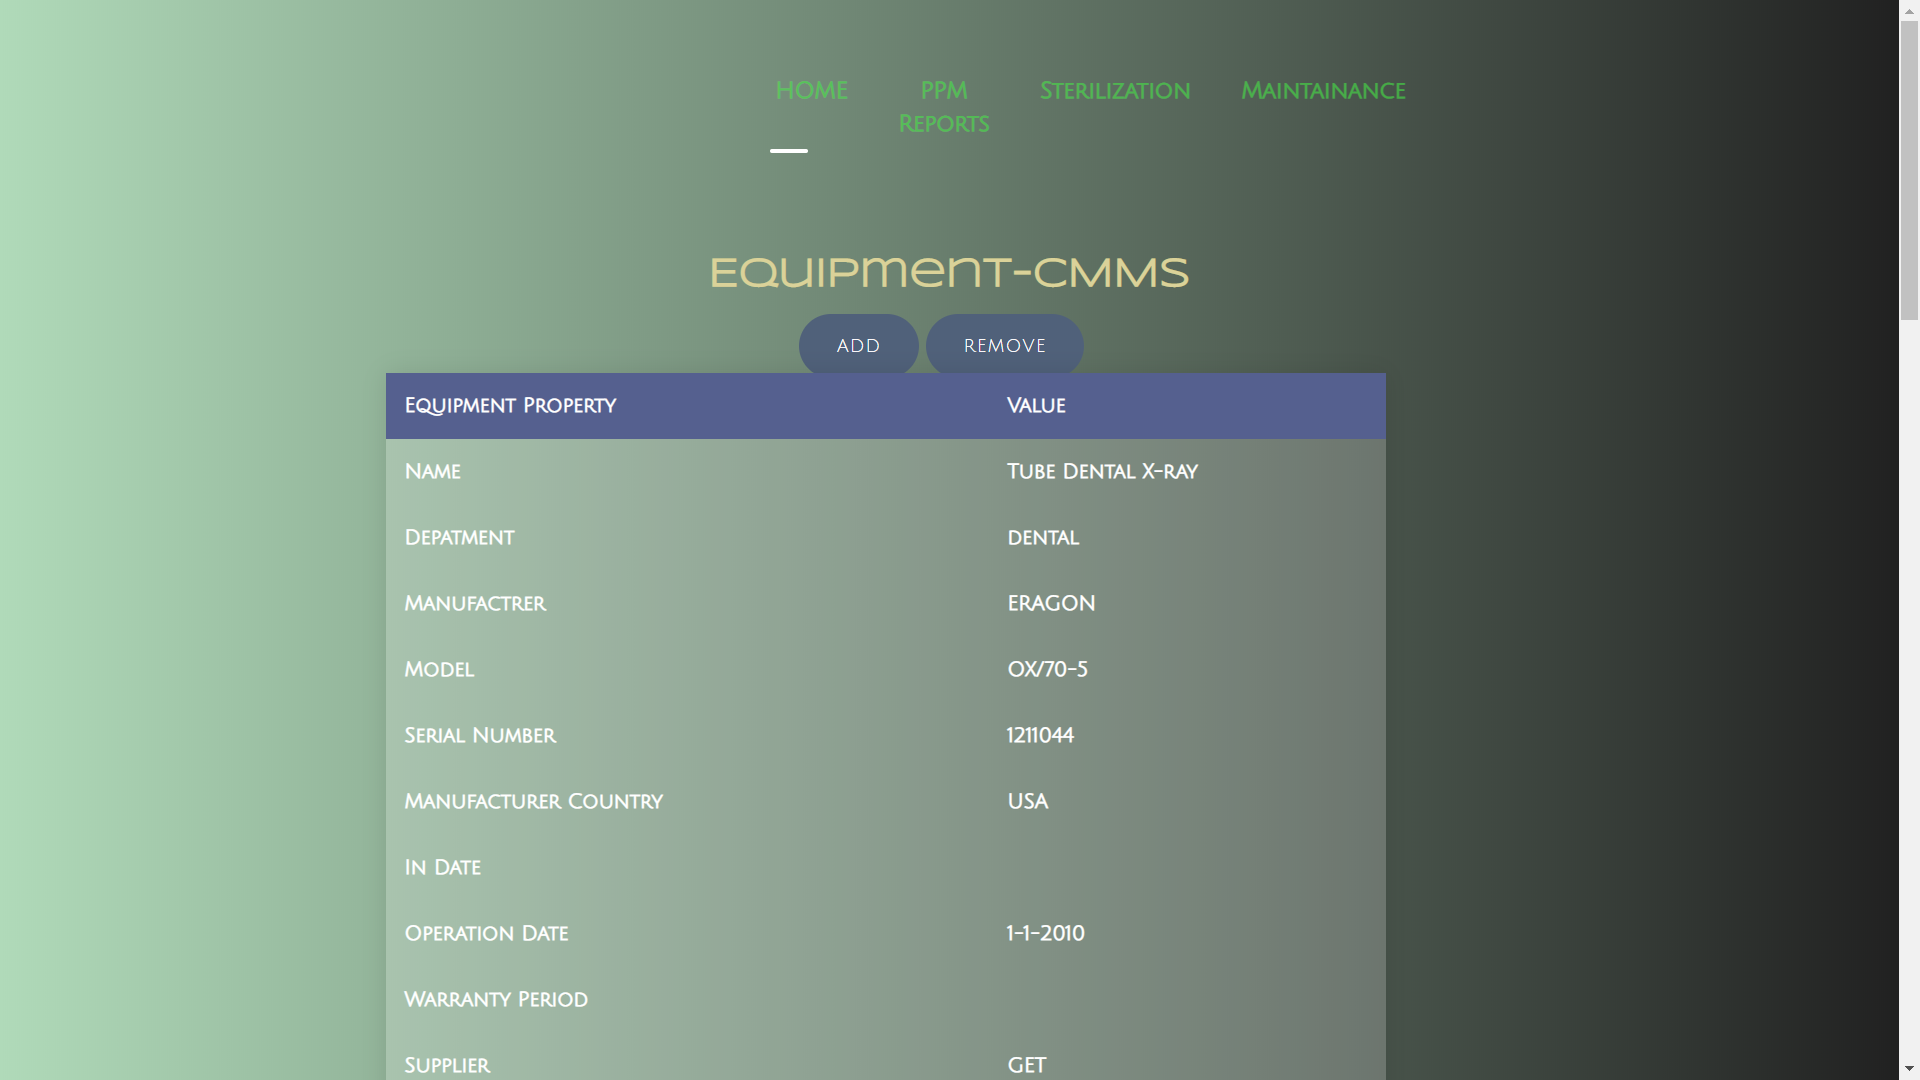 HOME PPM Reports Sterilization Maintainance
Equipment-CMMS
ADD REMOVE
Equipment Property Value
Name Tube Dental X-ray
Depatment dental
Manufactrer ERAGON
Model OX/70-5
Serial Number 1211044
Manufacturer Country USA
In Date
Operation Date 1-1-2010
Warranty Period
Supplier GET